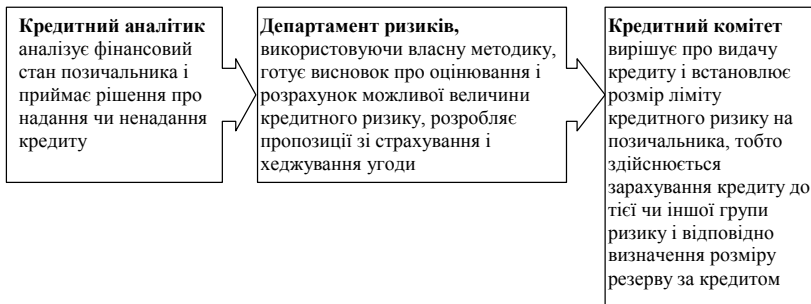 Кредитний аналітик
аналізує фінансовий
стан позичальника і
приймає рішення про
надання чи ненадання
кредиту
Департамент ризиків,
використовуючи власну методику,
готує висновок про оцінювання і
розрахунок можливої величини
кредитного ризику, розробляє
пропозиції зі страхування і
хеджування угоди
Кредитний комітет
вирішує про видачу
кредиту і встановлює
розмір ліміту
кредитного ризику на
позичальника, тобто
здійснюється
зарахування кредиту до
тієї чи іншої групи
ризику і відповідно
визначення розміру
резерву за кредитом